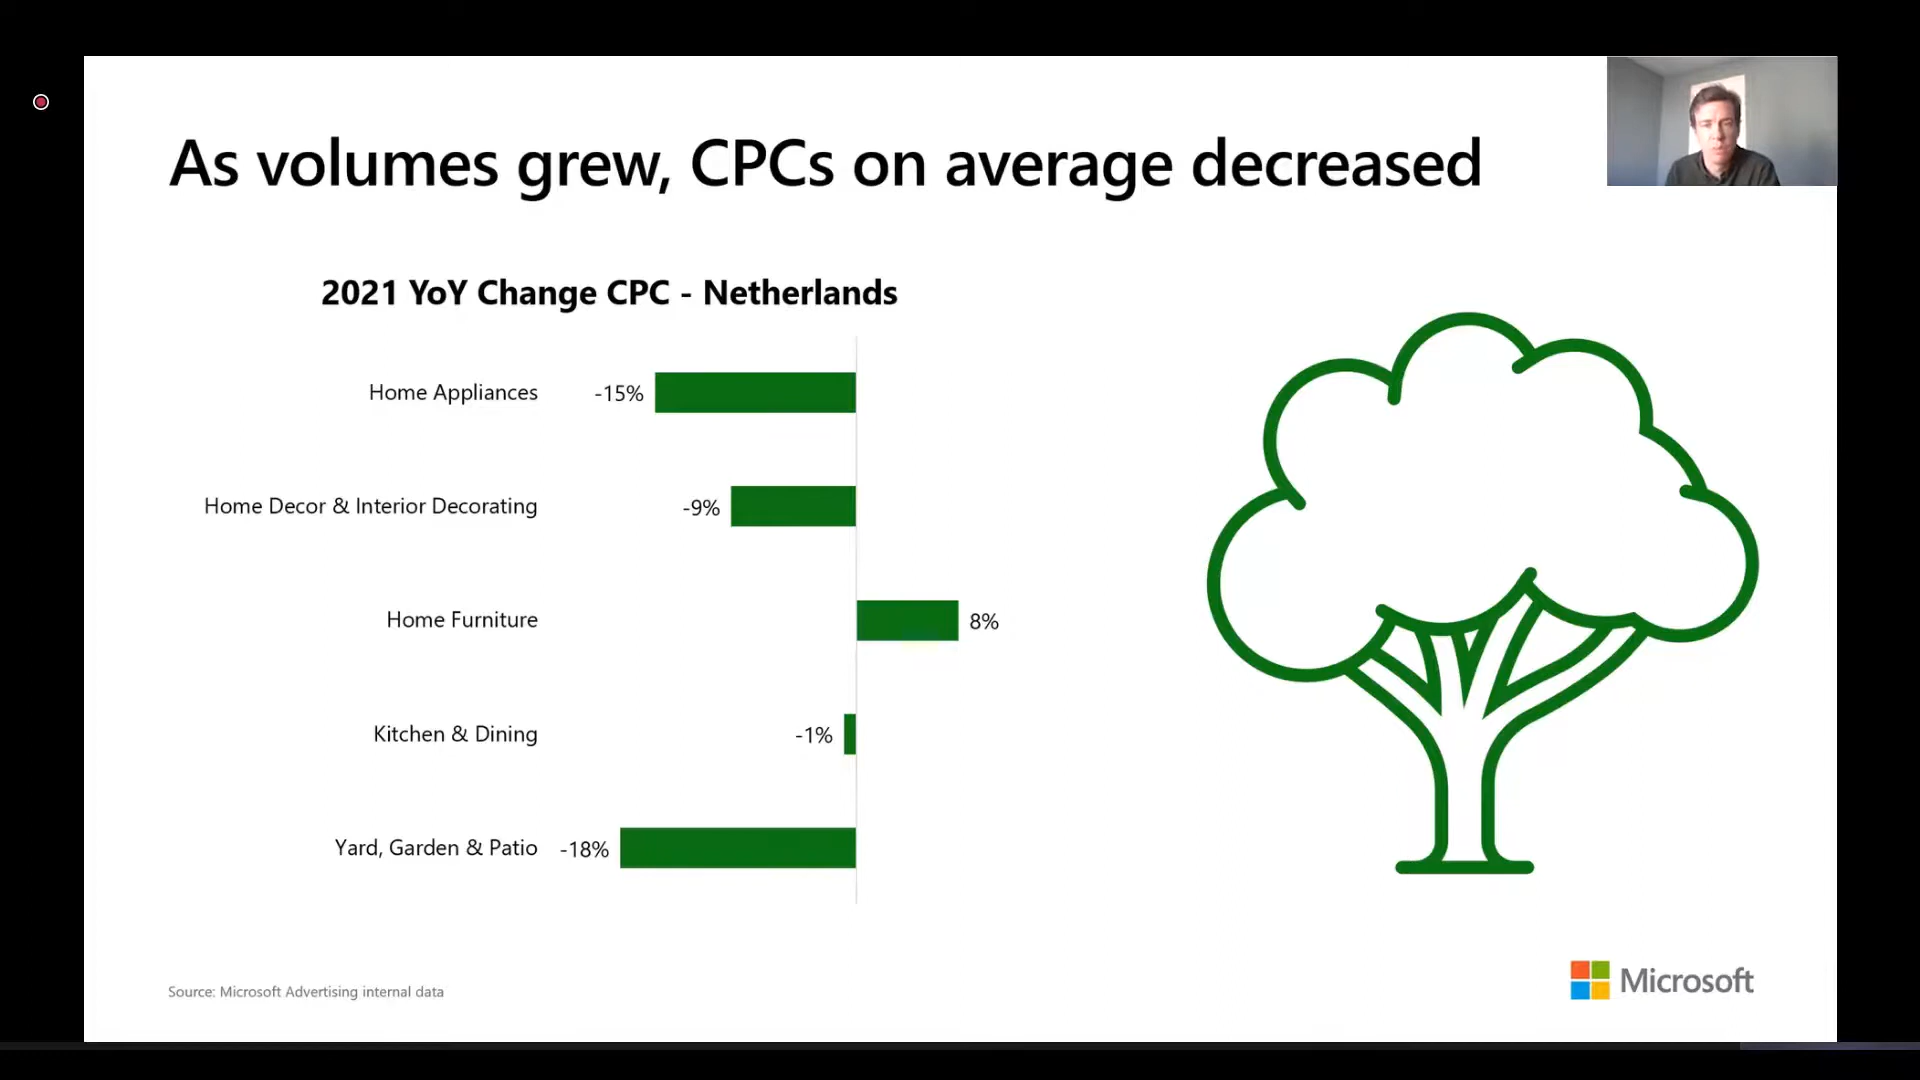 As volumes grew, CPCs on average decreased
2021 YoY Change CPC - Netherlands
Home Appliances -15%
Home Decor & Interior Decorating -9%
Home Furniture 8%
Kitchen & Dining -1%
Yard, Garden & Patio -18%
Source: Microsoft Advertising internal data
Microsoft